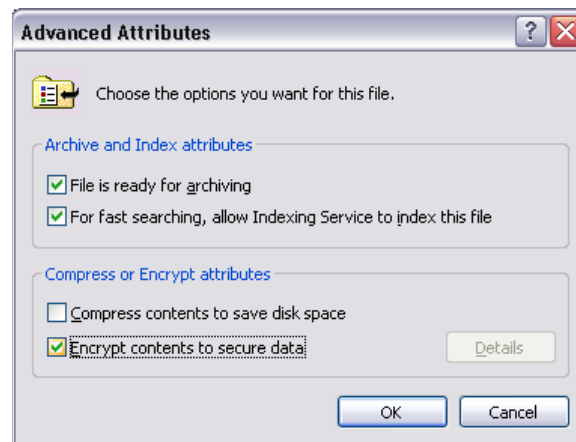 Advanced Attributes
?
Choose the options you want for this file.
Archive and Index attributes
File is ready for archiving
For fast searching, allow Indexing Service to index this file
Compress or Encrypt attributes
Compress contents to save disk space
Encrypt contents to secure data
Details
OK
Cancel